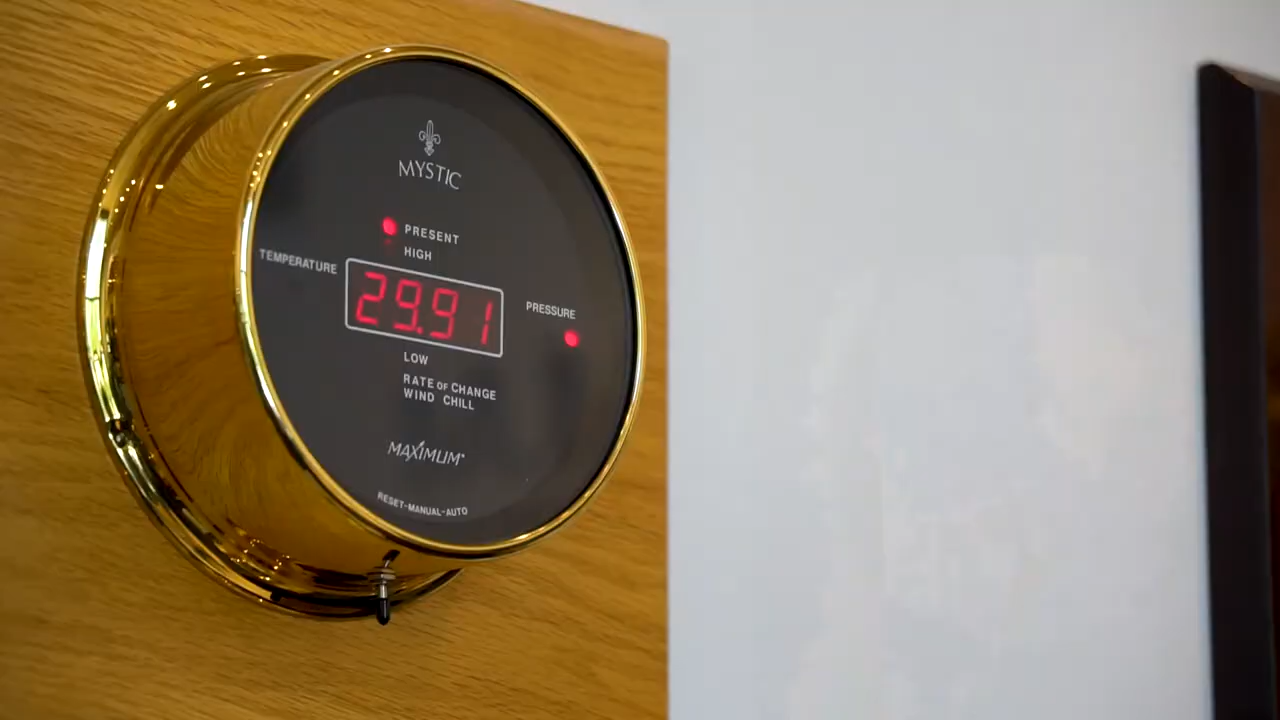 MYSTIC
PRESENT
HIGH
TEMPERATURE
29.91
PRESSURE
LOW
RATE OF CHANGE
WIND CHILL
MAXIMUM
RESET-MANUAL-AUTO